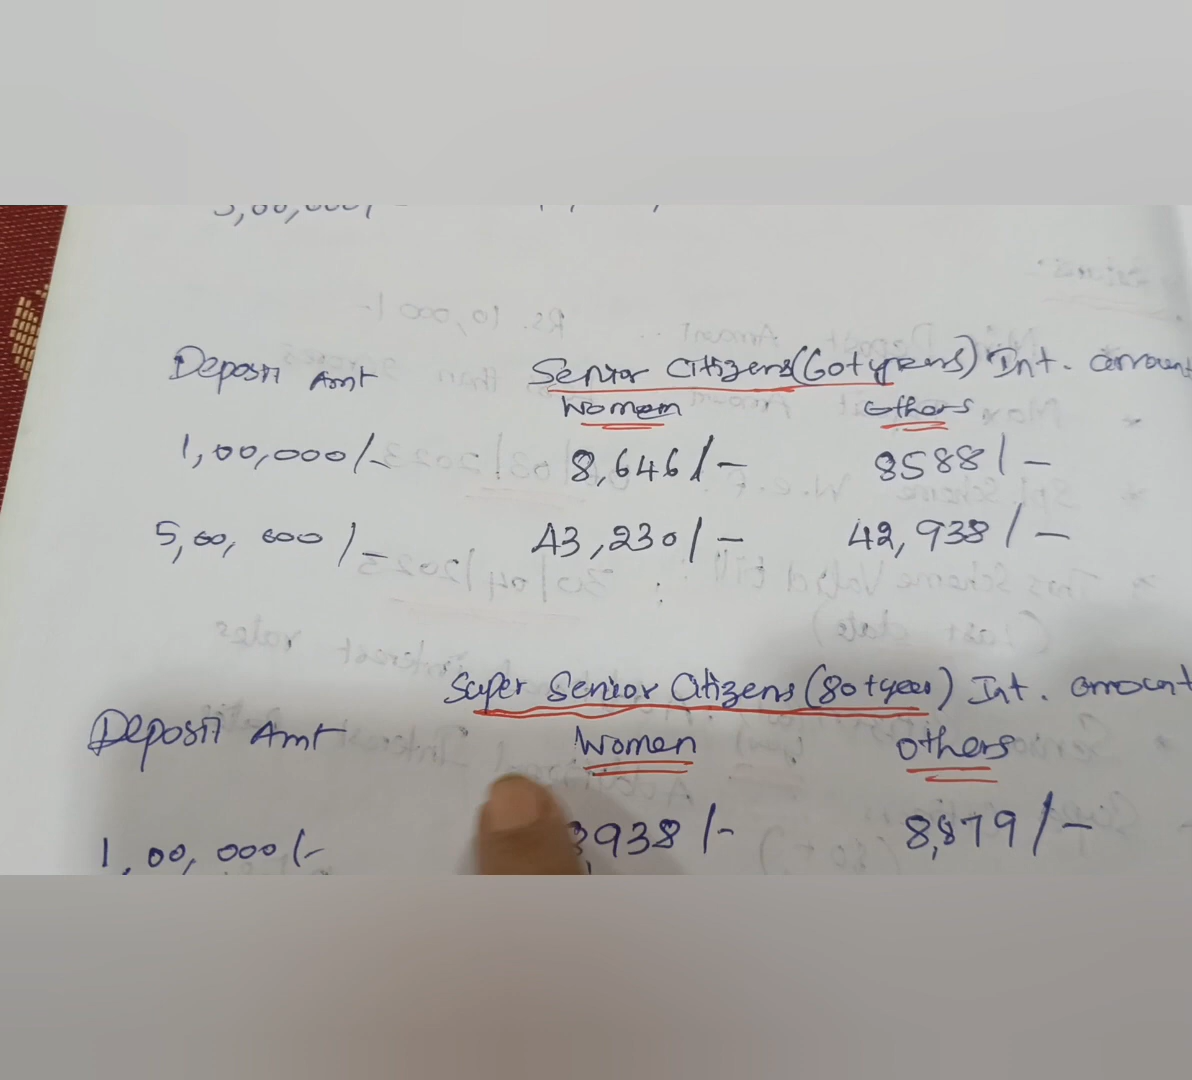 Deposit Amt Senior Citizens (60+years) Int. amount
Women others
1,00,000/- 8,646/- 8588/-
5,00,000/- 43,230/- 42,938/-
Super Senior Citizens (80+years) Int. amount
Deposit Amt Women others
1,00,000/- ,938/- 8,879/-